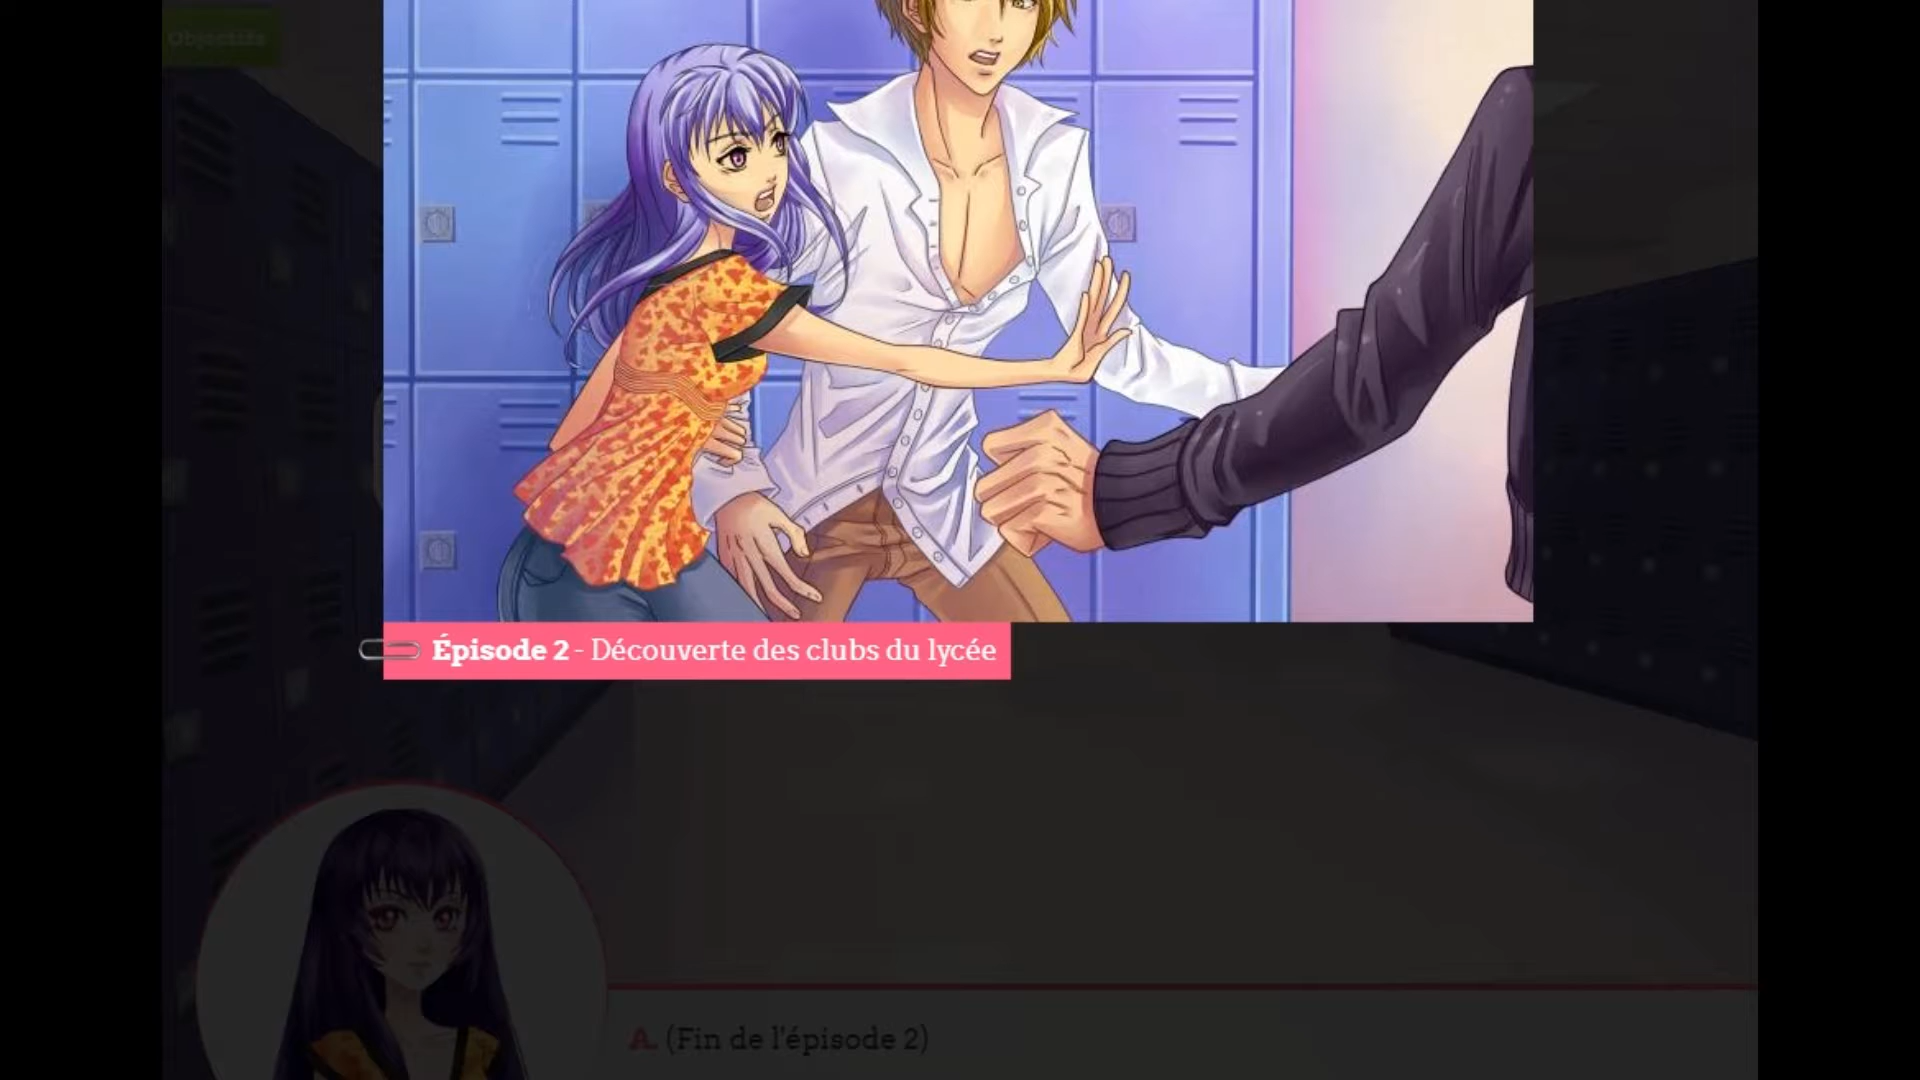 Objectifs
Épisode 2 - Découverte des clubs du lycée
A. (Fin de l'épisode 2)